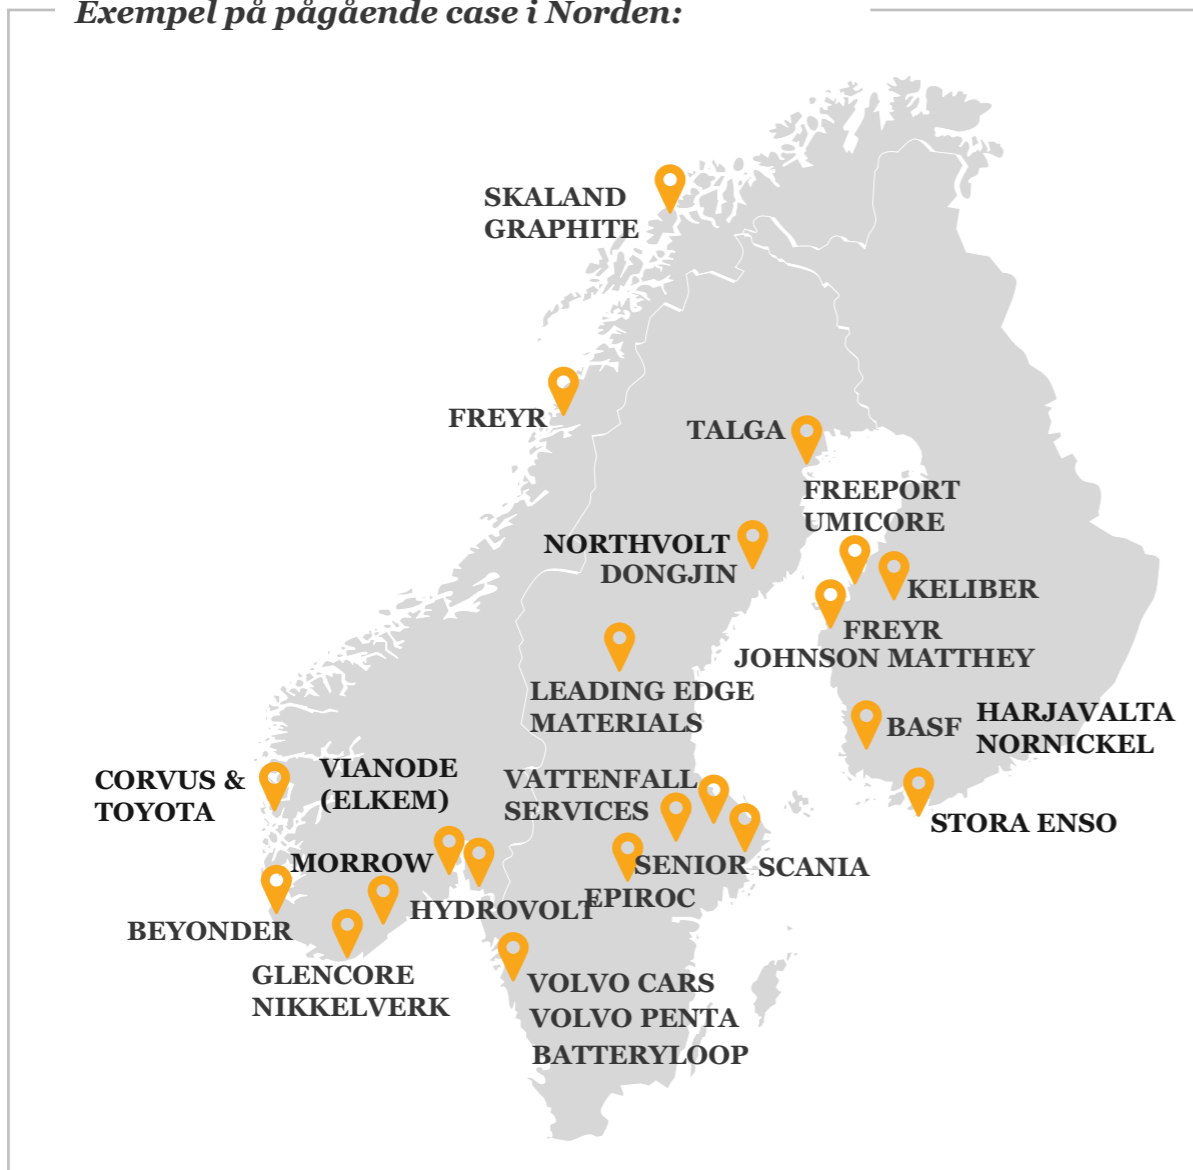 Exempel på pågående case i Norden:
SKALAND
GRAPHITE
FREYR
TALGA
FREEPORT
UMICORE
NORTHVOLT
DONGJIN
KELIBER
FREYR
JOHNSON MATTHEY
LEADING EDGE
MATERIALS
BASF
HARJAVALTA
NORNICKEL
CORVUS &
TOYOTA
VIANODE
(ELKEM)
VATTENFALL
SERVICES
STORA ENSO
MORROW
SENIOR
SCANIA
EPIROC
HYDROVOLT
BEYONDER
GLENCORE
NIKKELVERK
VOLVO CARS
VOLVO PENTA
BATTERYLOOP